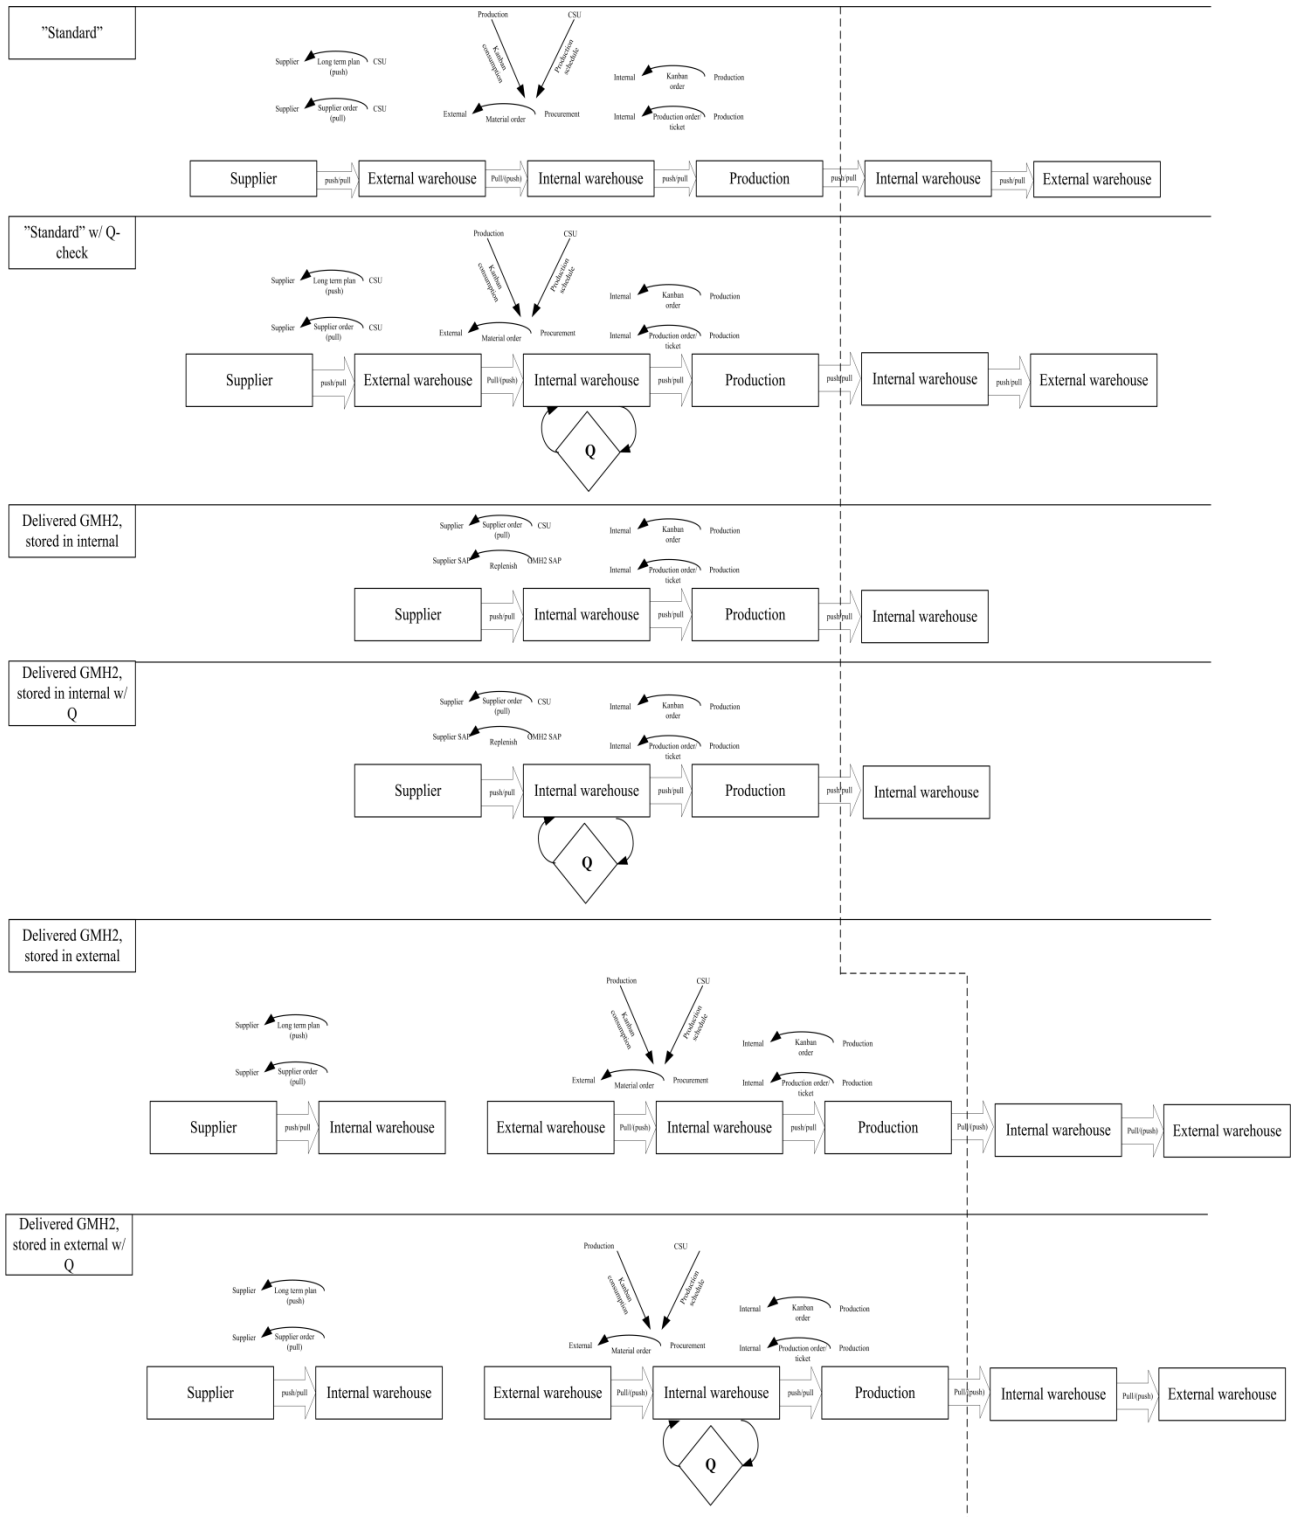 ”Standard”
Production
CSU
Kanban
consumption
Production
schedule
Supplier
Long term plan
(push)
CSU
Supplier
Supplier order
(pull)
CSU
External
Material order
Procurement
Internal
Kanban
order
Production
Internal
Production order/
ticket
Production
Supplier
push/pull
External warehouse
Pull/(push)
Internal warehouse
push/pull
Production
push/pull
Internal warehouse
push/pull
External warehouse
”Standard” w/ Q-
check
Production
CSU
Kanban
consumption
Production
schedule
Supplier
Long term plan
(push)
CSU
Supplier
Supplier order
(pull)
CSU
External
Material order
Procurement
Internal
Kanban
order
Production
Internal
Production order/
ticket
Production
Supplier
push/pull
External warehouse
Pull/(push)
Internal warehouse
push/pull
Production
push/pull
Internal warehouse
push/pull
External warehouse
Q
Delivered GMH2,
stored in internal
Supplier
Supplier order
(pull)
CSU
Supplier SAP
Replenish
GMH2 SAP
Internal
Kanban
order
Production
Internal
Production order/
ticket
Production
Supplier
push/pull
Internal warehouse
push/pull
Production
push/pull
Internal warehouse
Delivered GMH2,
stored in internal w/
Q
Supplier
Supplier order
(pull)
CSU
Supplier SAP
Replenish
GMH2 SAP
Internal
Kanban
order
Production
Internal
Production order/
ticket
Production
Supplier
push/pull
Internal warehouse
push/pull
Production
push/pull
Internal warehouse
Q
Delivered GMH2,
stored in external
Production
CSU
Kanban
consumption
Production
schedule
Supplier
Long term plan
(push)
Supplier
Supplier order
(pull)
External
Material order
Procurement
Internal
Kanban
order
Production
Internal
Production order/
ticket
Production
Supplier
push/pull
Internal warehouse
External warehouse
Pull/(push)
Internal warehouse
push/pull
Production
Pull/(push)
Internal warehouse
Pull/(push)
External warehouse
Delivered GMH2,
stored in external w/
Q
Production
CSU
Kanban
consumption
Production
schedule
Supplier
Long term plan
(push)
Supplier
Supplier order
(pull)
External
Material order
Procurement
Internal
Kanban
order
Production
Internal
Production order/
ticket
Production
Supplier
push/pull
Internal warehouse
External warehouse
Pull/(push)
Internal warehouse
push/pull
Production
Pull/(push)
Internal warehouse
Pull/(push)
External warehouse
Q